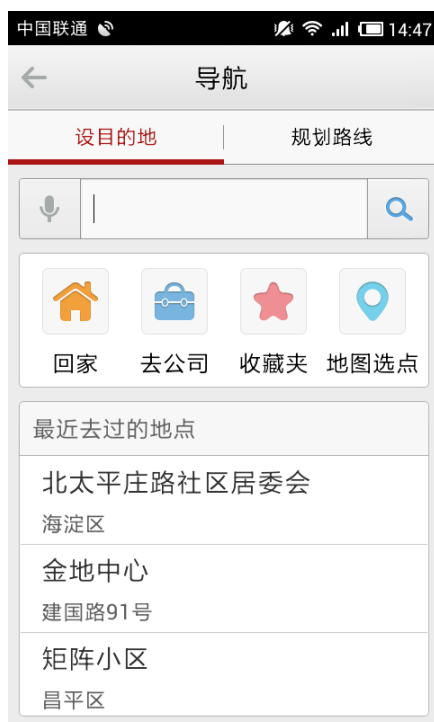 中国联通 14:47
导航
设目的地 规划路线
回家 去公司 收藏夹 地图选点
最近去过的地点
北太平庄路社区居委会
海淀区
金地中心
建国路91号
矩阵小区
昌平区